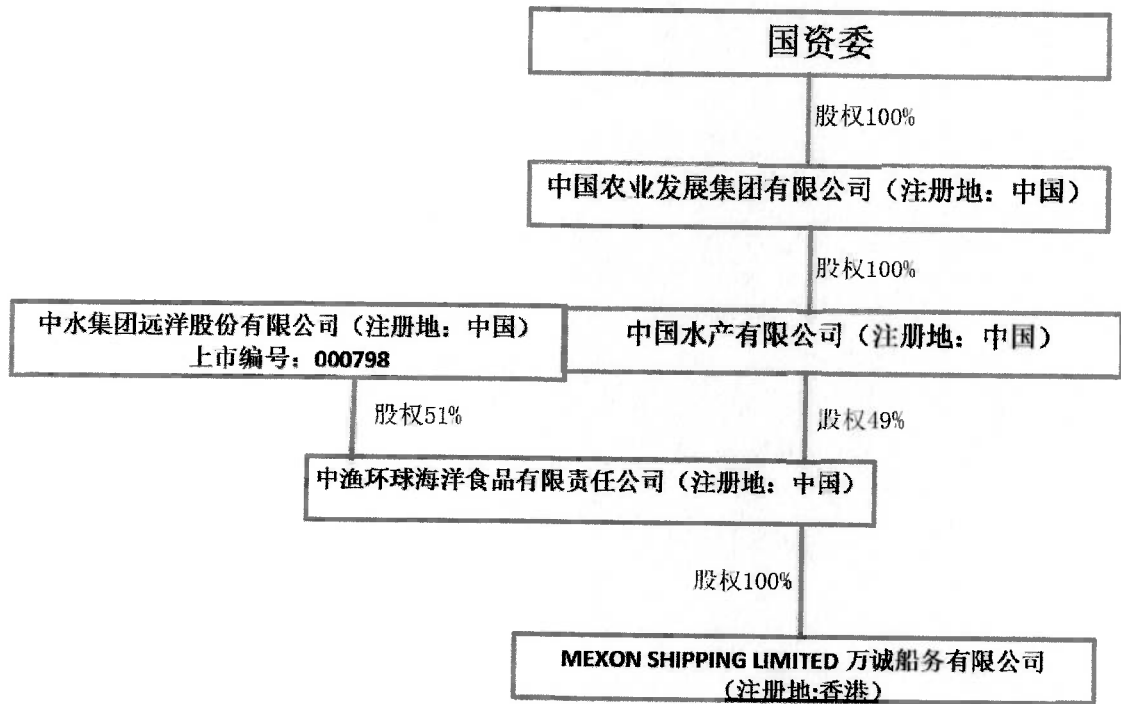 国资委
股权100%
中国农业发展集团有限公司（注册地：中国）
股权100%
中水集团远洋股份有限公司（注册地：中国）
上市编号：000798
中国水产有限公司（注册地：中国）
股权51%
股权49%
中渔环球海洋食品有限责任公司（注册地：中国）
股权100%
MEXON SHIPPING LIMITED 万诚船务有限公司
（注册地:香港）